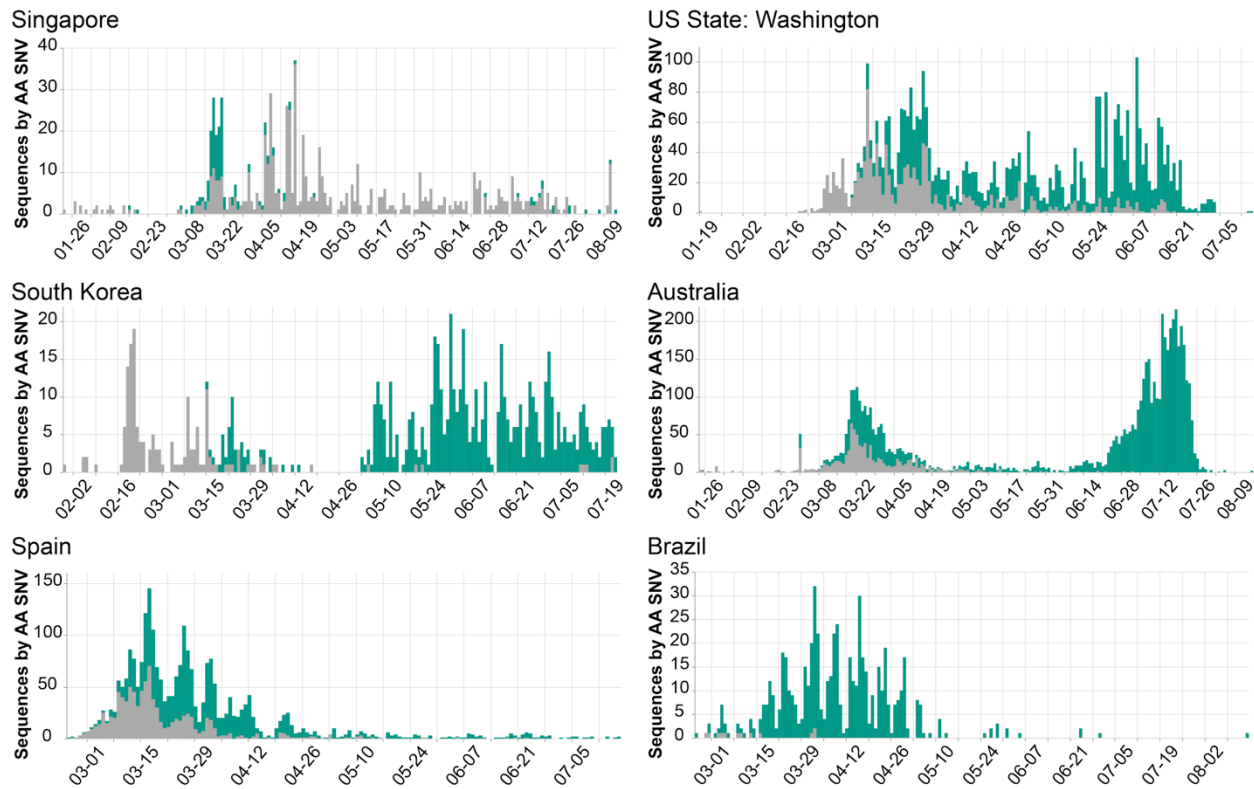 Singapore
Sequences by AA SNV
40
30
20
10
0
01-26 02-09 02-23 03-08 03-22 04-05 04-19 05-03 05-17 05-31 06-14 06-28 07-12 07-26 08-09
US State: Washington
Sequences by AA SNV
100
80
60
40
20
0
01-19 02-02 02-16 03-01 03-15 03-29 04-12 04-26 05-10 05-24 06-07 06-21 07-05
South Korea
Sequences by AA SNV
20
15
10
5
0
02-02 02-16 03-01 03-15 03-29 04-12 04-26 05-10 05-24 06-07 06-21 07-05 07-19
Australia
Sequences by AA SNV
200
150
100
50
0
01-26 02-09 02-23 03-08 03-22 04-05 04-19 05-03 05-17 05-31 06-14 06-28 07-12 07-26 08-09
Spain
Sequences by AA SNV
150
100
50
0
03-01 03-15 03-29 04-12 04-26 05-10 05-24 06-07 06-21 07-05
Brazil
Sequences by AA SNV
35
30
25
20
15
10
5
0
03-01 03-15 03-29 04-12 04-26 05-10 05-24 06-07 06-21 07-05 07-19 08-02